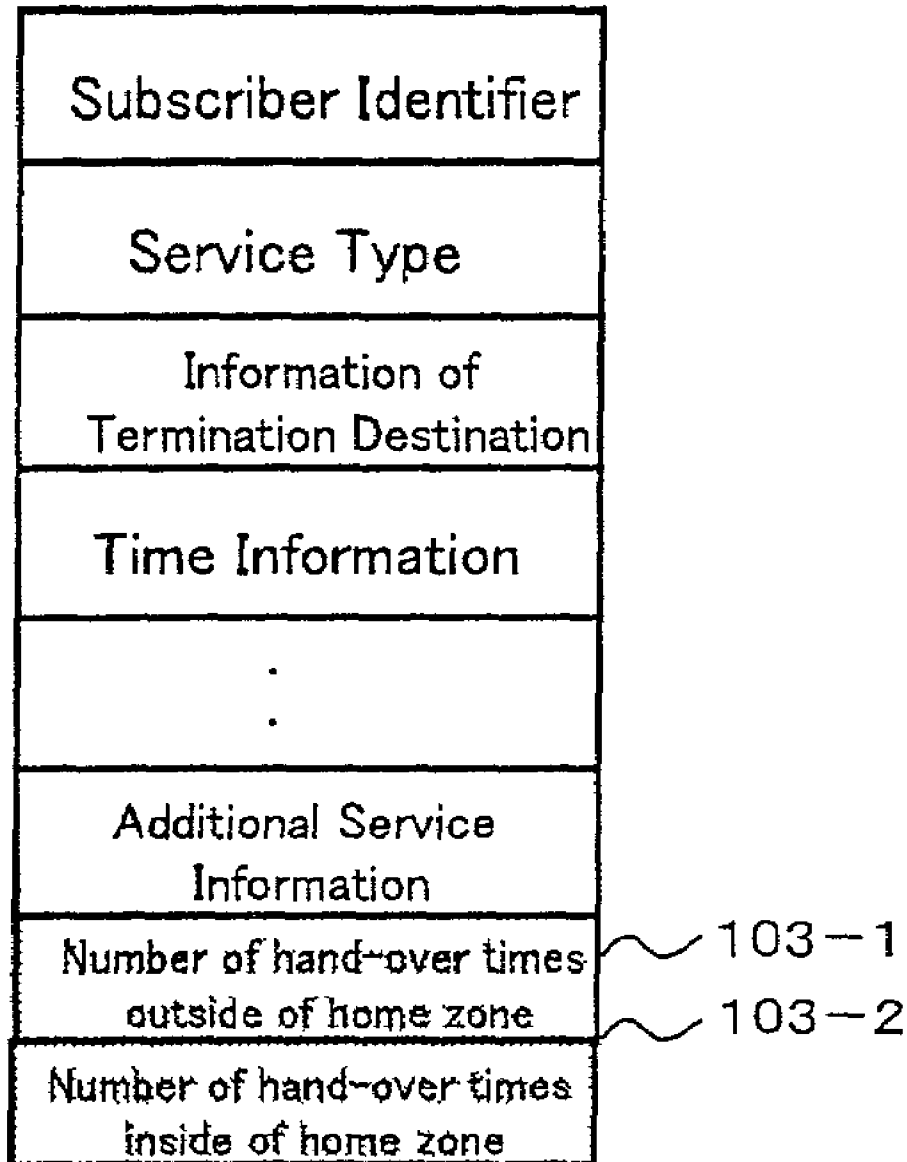 Subscriber Identifier
Service Type
Information of
Termination Destination
Time Information
Additional Service
Information
Number of hand-over times
outside of home zone
103-1
103-2
Number of hand-over times
inside of home zone